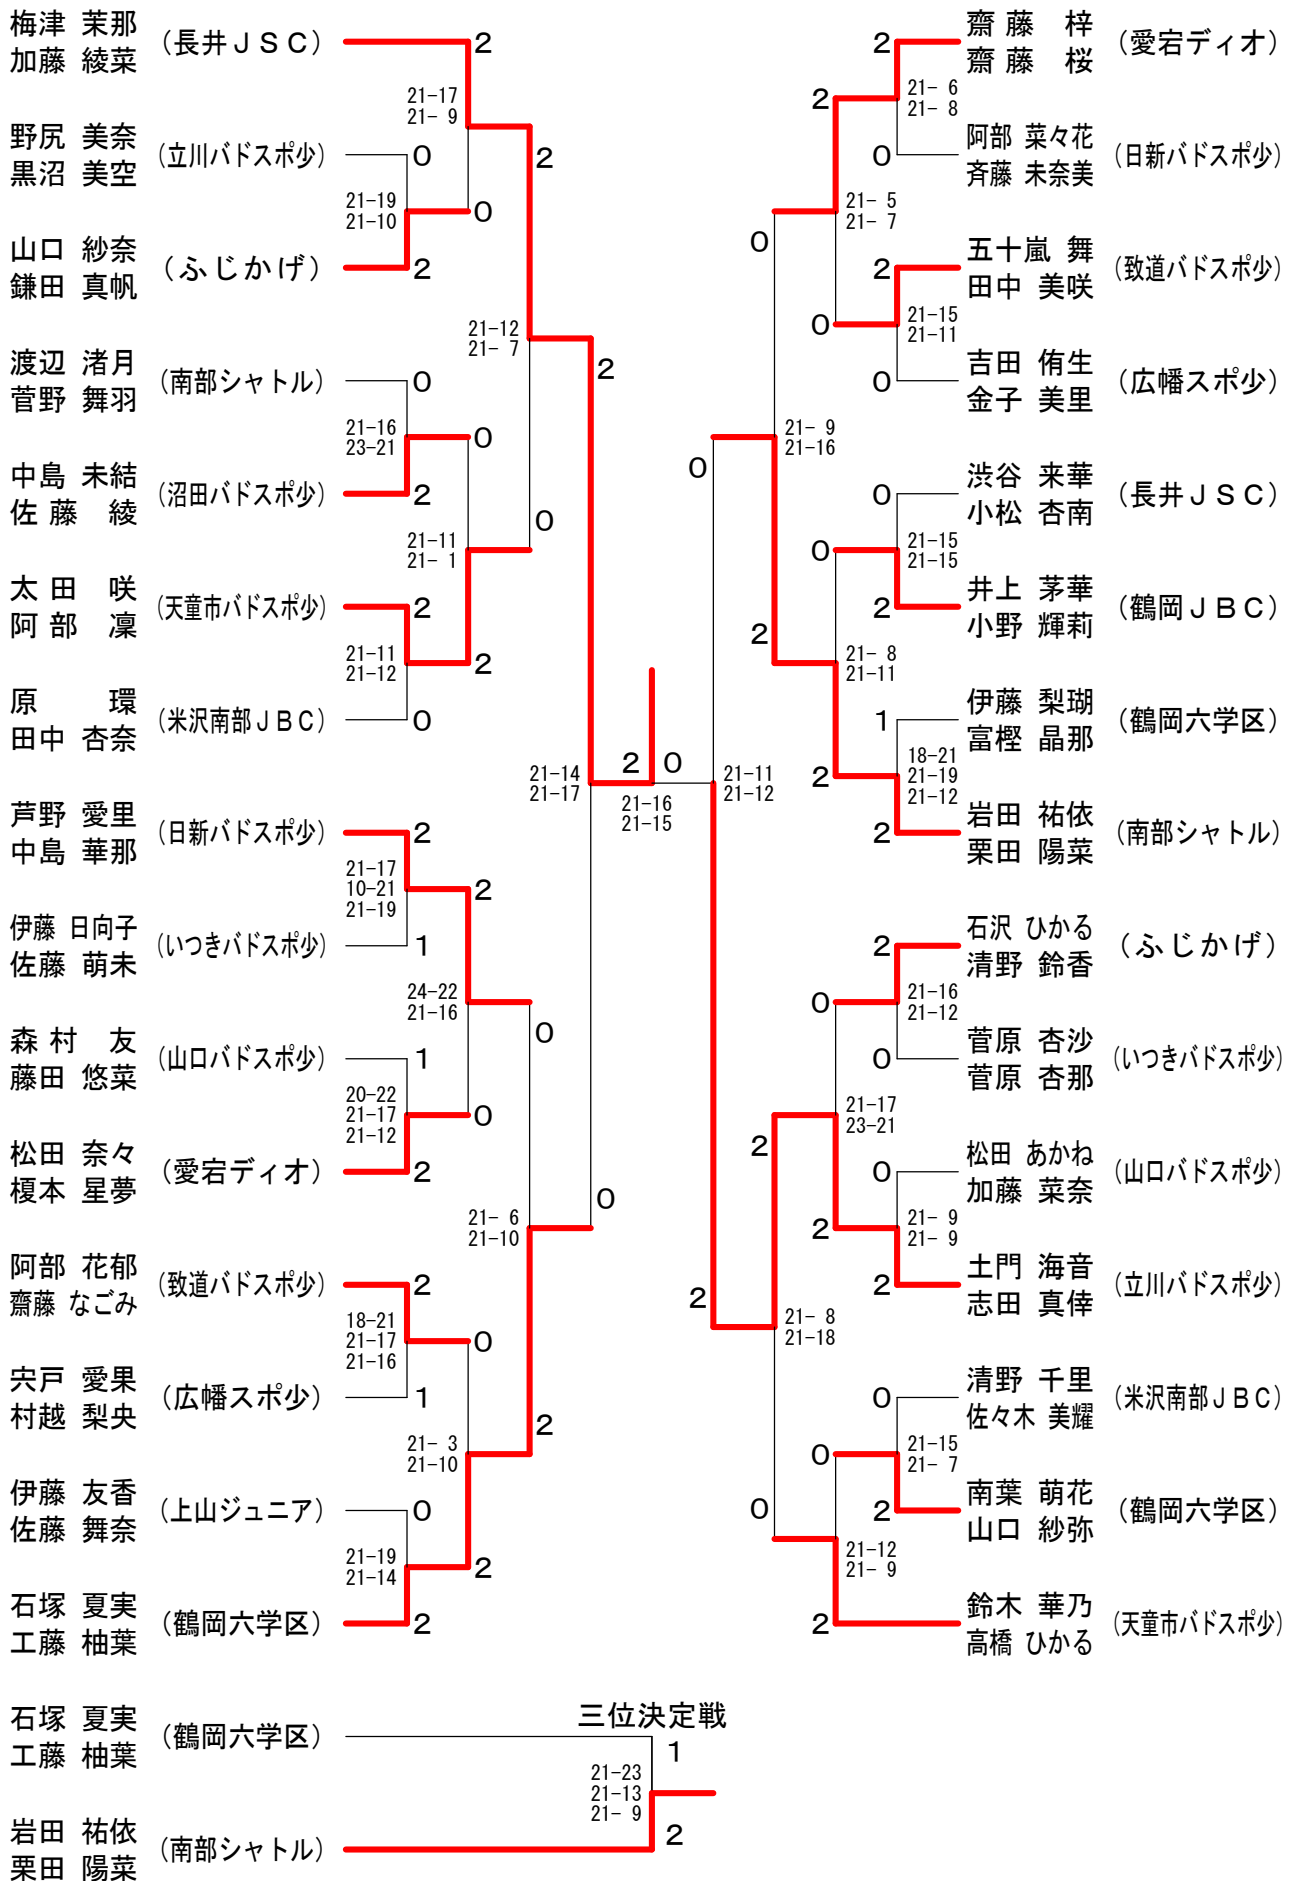 梅津 茉那
加藤 綾菜
(長井ＪＳＣ)
2
21-17
21- 9
野尻 美奈
黒沼 美空
(立川バドスポ少)
0
2
21-19
21-10
0
山口 紗奈
鎌田 真帆
(ふじかげ)
2
21-12
21- 7
渡辺 渚月
菅野 舞羽
(南部シャトル)
0
2
21-16
23-21
0
中島 未結
佐藤 綾
(沼田バドスポ少)
2
0
21-11
21- 1
太田 咲
阿部 凜
(天童市バドスポ少)
2
21-11
21-12
2
原 環
田中 杏奈
(米沢南部ＪＢＣ)
0
21-14
21-17
2
0
21-16
21-15
芦野 愛里
中島 華那
(日新バドスポ少)
2
21-17
10-21
21-19
2
伊藤 日向子
佐藤 萌未
(いつきバドスポ少)
1
24-22
21-16
0
森村 友
藤田 悠菜
(山口バドスポ少)
1
20-22
21-17
21-12
0
松田 奈々
榎本 星夢
(愛宕ディオ)
2
0
21- 6
21-10
阿部 花郁
齋藤 なごみ
(致道バドスポ少)
2
18-21
21-17
21-16
0
宍戸 愛果
村越 梨央
(広幡スポ少)
1
2
21- 3
21-10
伊藤 友香
佐藤 舞奈
(上山ジュニア)
0
21-19
21-14
2
石塚 夏実
工藤 柚葉
(鶴岡六学区)
2
2
齋藤 梓
齋藤 桜
(愛宕ディオ)
2
21- 6
21- 8
0
阿部 菜々花
斉藤 未奈美
(日新バドスポ少)
21- 5
21- 7
0
2
五十嵐 舞
田中 美咲
(致道バドスポ少)
0
21-15
21-11
0
吉田 侑生
金子 美里
(広幡スポ少)
21- 9
21-16
0
0
渋谷 来華
小松 杏南
(長井ＪＳＣ)
0
21-15
21-15
2
井上 茅華
小野 輝莉
(鶴岡ＪＢＣ)
2
21- 8
21-11
1
伊藤 梨瑚
富樫 晶那
(鶴岡六学区)
2
18-21
21-19
21-12
2
岩田 祐依
栗田 陽菜
(南部シャトル)
21-11
21-12
2
石沢 ひかる
清野 鈴香
(ふじかげ)
0
21-16
21-12
0
菅原 杏沙
菅原 杏那
(いつきバドスポ少)
21-17
23-21
2
0
松田 あかね
加藤 菜奈
(山口バドスポ少)
2
21- 9
21- 9
2
土門 海音
志田 真倖
(立川バドスポ少)
2
21- 8
21-18
0
清野 千里
佐々木 美耀
(米沢南部ＪＢＣ)
0
21-15
21- 7
2
南葉 萌花
山口 紗弥
(鶴岡六学区)
0
21-12
21- 9
2
鈴木 華乃
高橋 ひかる
(天童市バドスポ少)
三位決定戦
石塚 夏実
工藤 柚葉
(鶴岡六学区)
1
21-23
21-13
21- 9
岩田 祐依
栗田 陽菜
(南部シャトル)
2